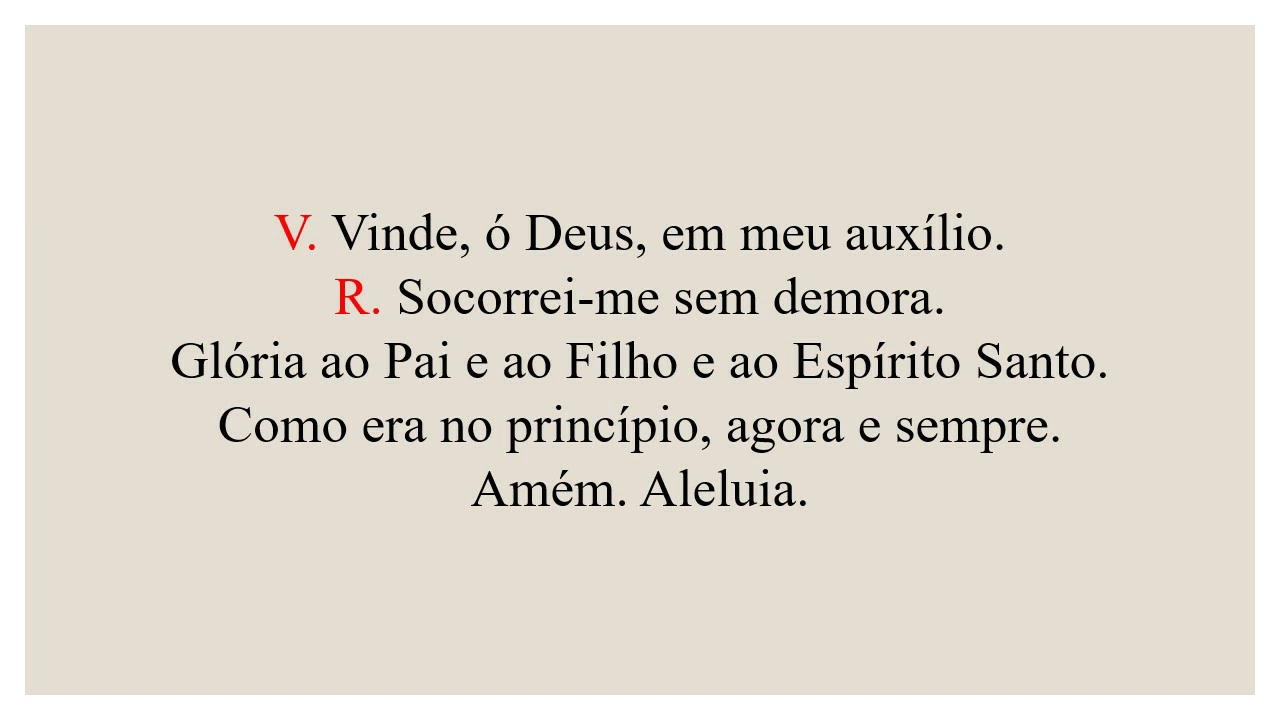 V. Vinde, ó Deus, em meu auxílio.
R. Socorrei-me sem demora.
Glória ao Pai e ao Filho e ao Espírito Santo.
Como era no princípio, agora e sempre.
Amém. Aleluia.